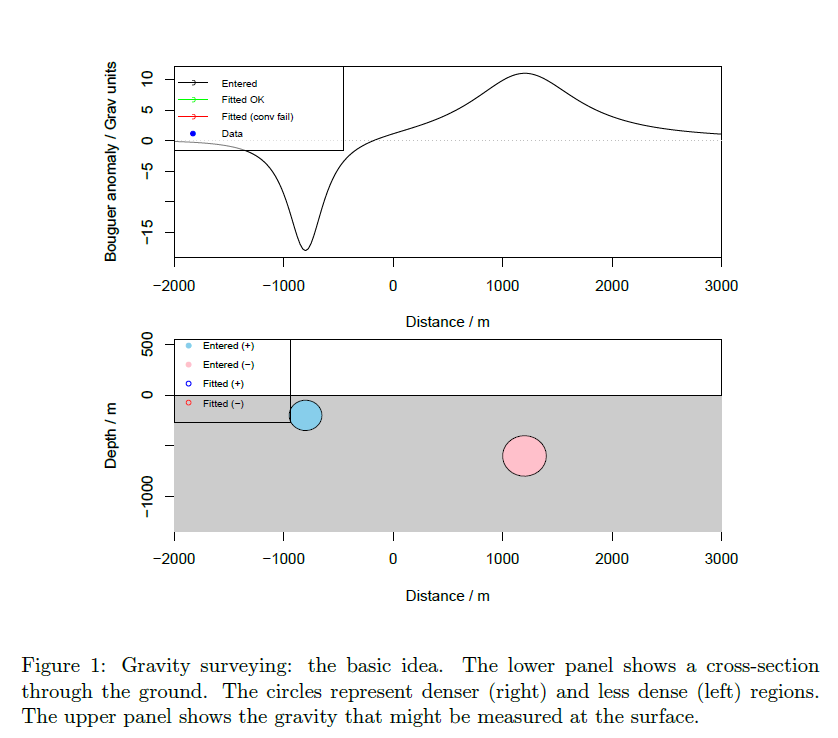 Bouguer anomaly / Grav units
10
5
0
−5
−15
Entered
Fitted OK
Fitted (conv fail)
Data
−2000 −1000 0 1000 2000 3000
Distance / m
Depth / m
500
0
−1000
Entered (+)
Entered (−)
Fitted (+)
Fitted (−)
−2000 −1000 0 1000 2000 3000
Distance / m
Figure 1: Gravity surveying: the basic idea. The lower panel shows a cross-section
through the ground. The circles represent denser (right) and less dense (left) regions.
The upper panel shows the gravity that might be measured at the surface.